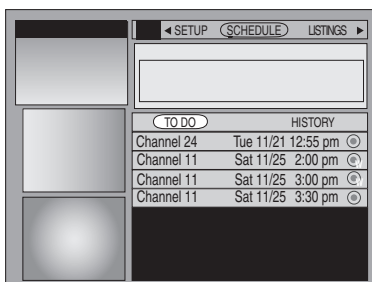 SETUP SCHEDULE LISTINGS
TO DO HISTORY
Channel 24 Tue 11/21 12:55 pm
Channel 11 Sat 11/25 2:00 pm
Channel 11 Sat 11/25 3:00 pm
Channel 11 Sat 11/25 3:30 pm